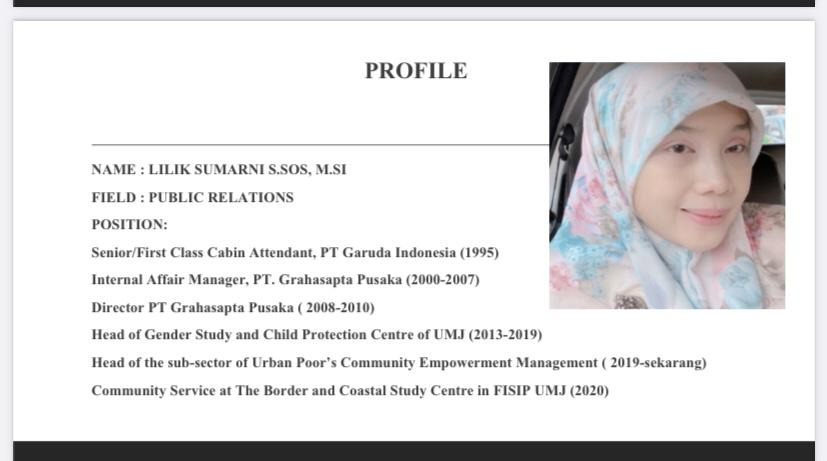 PROFILE
NAME : LILIK SUMARNI S.SOS, M.SI
FIELD : PUBLIC RELATIONS
POSITION:
Senior/First Class Cabin Attendant, PT Garuda Indonesia (1995)
Internal Affair Manager, PT. Grahasapta Pusaka (2000-2007)
Director PT Grahasapta Pusaka ( 2008-2010)
Head of Gender Study and Child Protection Centre of UMJ (2013-2019)
Head of the sub-sector of Urban Poor’s Community Empowerment Management ( 2019-sekarang)
Community Service at The Border and Coastal Study Centre in FISIP UMJ (2020)